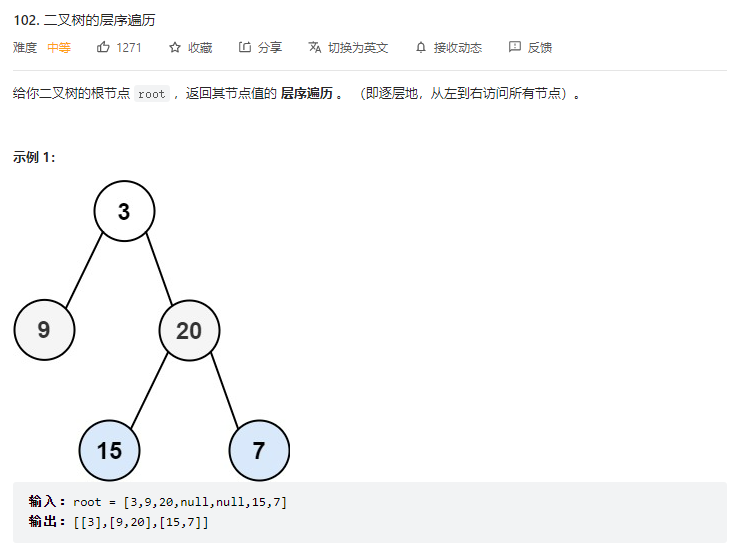 102. 二叉树的层序遍历
难度 中等 1271 收藏 分享 切换为英文 接收动态 反馈
给你二叉树的根节点 root ，返回其节点值的 层序遍历 。 （即逐层地，从左到右访问所有节点）。
示例 1：
3
9 20
15 7
输入：root = [3,9,20,null,null,15,7]
输出：[[3],[9,20],[15,7]]